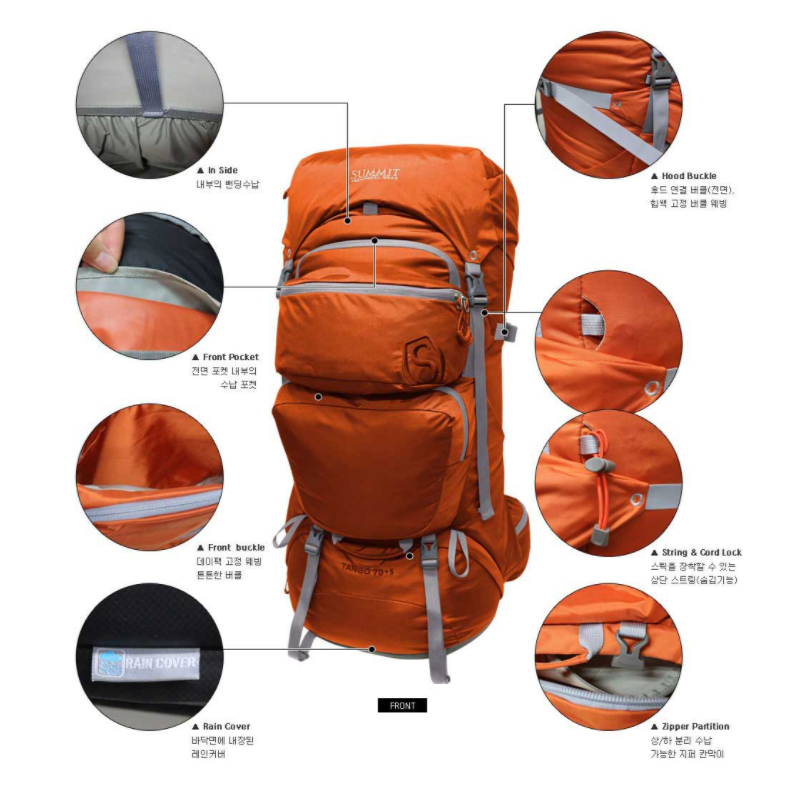 SUMMIT
▲ In Side
내부의 밴딩수납
▲ Hood Buckle
후드 연결 버클(전면),
힙쌕 고정 버클 웨빙
▲ Front Pocket
전면 포켓 내부의
수납 포켓
S
▲ Front buckle
데이팩 고정 웨빙
튼튼한 버클
TANGO 70+5
▲ String & Cord Lock
스틱을 장착할 수 있는
상단 스트링(숨김가능)
RAIN COVER
▲ Rain Cover
바닥면에 내장된
레인커버
FRONT
▲ Zipper Partition
상/하 분리 수납
가능한 지퍼 칸막이